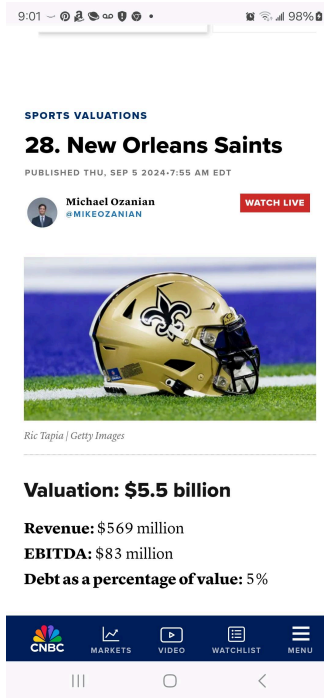 9:01
98%
SPORTS VALUATIONS
28. New Orleans Saints
PUBLISHED THU, SEP 5 2024•7:55 AM EDT
Michael Ozanian
@MIKEOZANIAN
WATCH LIVE
Ric Tapia | Getty Images
Valuation: $5.5 billion
Revenue: $569 million
EBITDA: $83 million
Debt as a percentage of value: 5%
CNBC
MARKETS
VIDEO
WATCHLIST
MENU